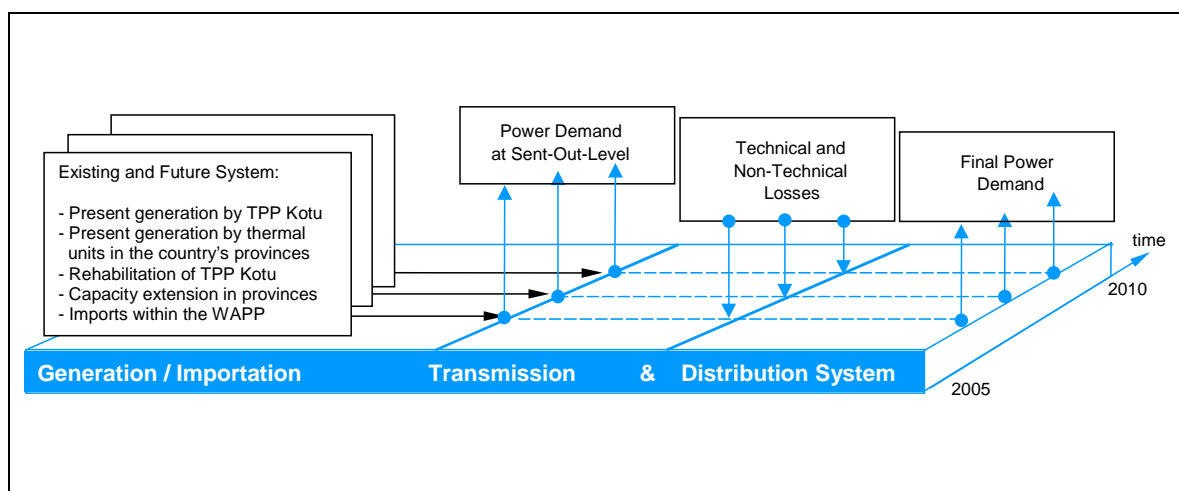 Existing and Future System:
- Present generation by TPP Kotu
- Present generation by thermal
units in the country's provinces
- Rehabilitation of TPP Kotu
- Capacity extension in provinces
- Imports within the WAPP
Power Demand
at Sent-Out-Level
Technical and
Non-Technical
Losses
Final Power
Demand
time
2010
2005
Generation / Importation Transmission & Distribution System